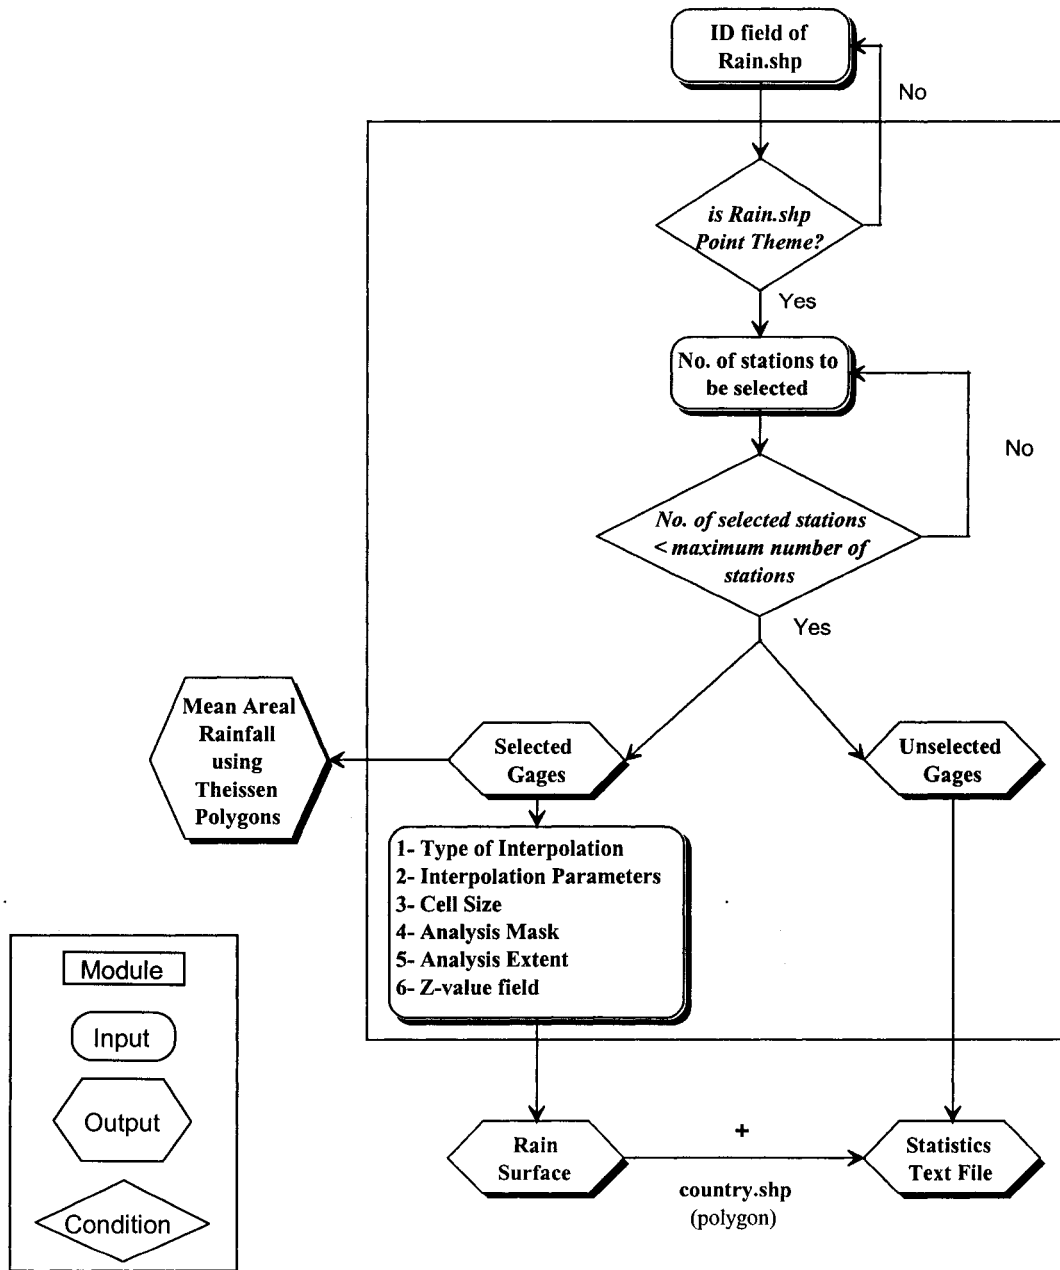 ID field of
Rain.shp
No
is Rain.shp
Point Theme?
Yes
No. of stations to
be selected
No
No. of selected stations
< maximum number of
stations
Yes
Mean Areal
Rainfall
using
Theissen
Polygons
Selected
Gages
Unselected
Gages
1- Type of Interpolation
2- Interpolation Parameters
3- Cell Size
4- Analysis Mask
5- Analysis Extent
6- Z-value field
Module
Input
Output
Condition
Rain
Surface
+
country.shp
(polygon)
Statistics
Text File